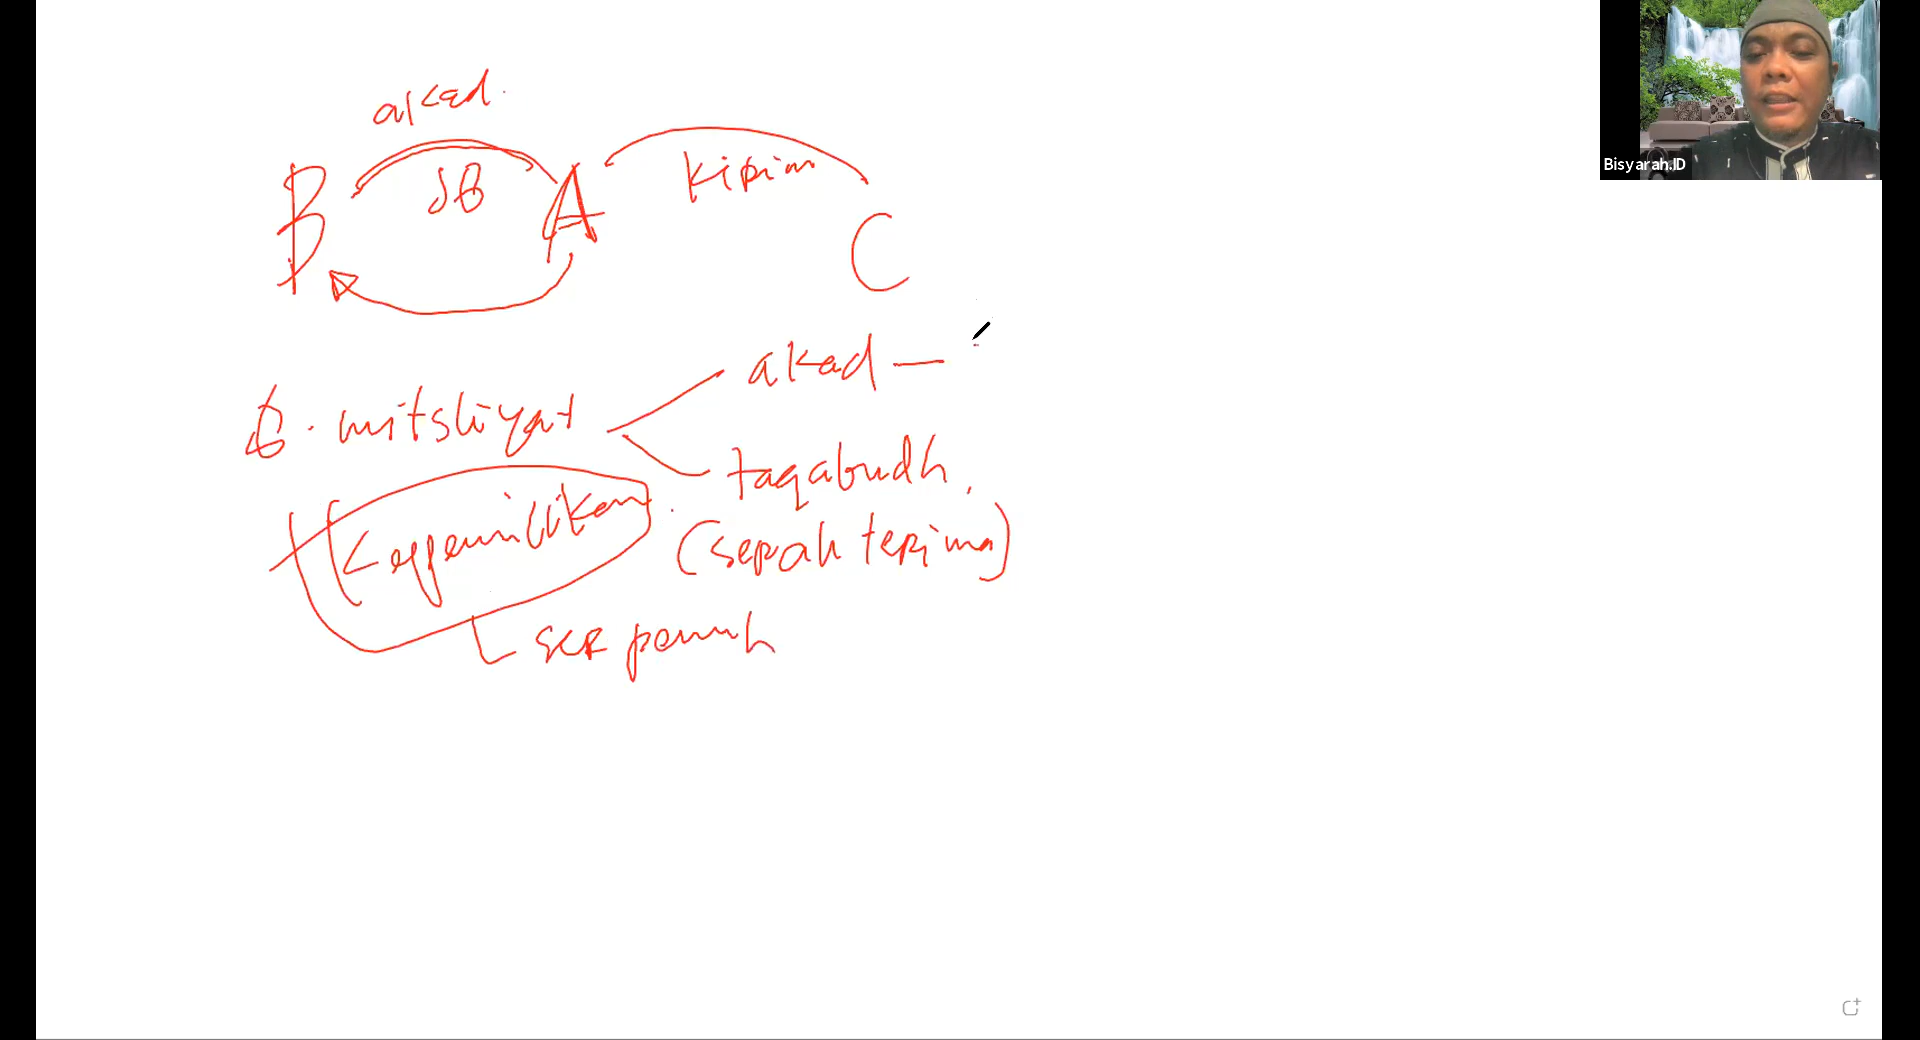 akad.
B JB A kirim
C
akad —
B. mitsliyat
taqabudh,
Kepemilikan
(serah terima)
scr penuh
Bisyarah.ID